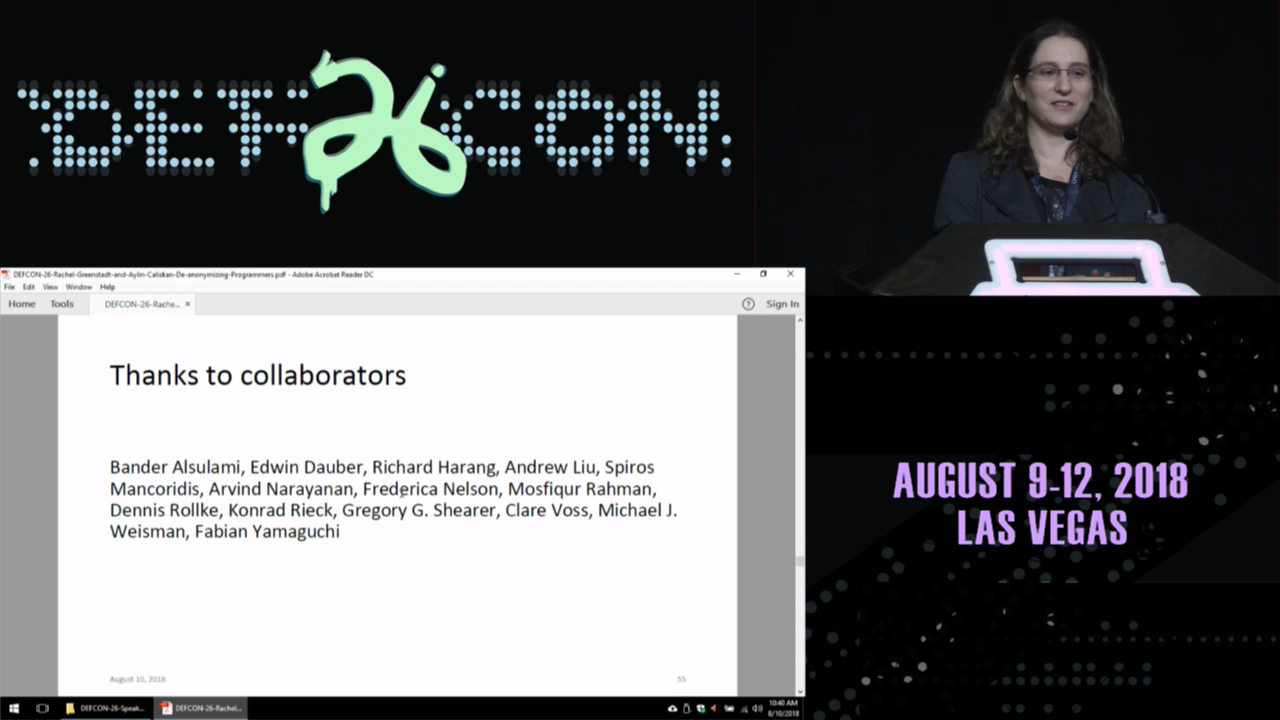 DEFCON
26
DEFCON-26-Rachel-Greenstadt-and-Aylin-Caliskan-De-anonymizing-Programmers.pdf - Adobe Acrobat Reader DC
File Edit View Window Help
Home Tools DEFCON-26-Rache... × ? Sign In
Thanks to collaborators
Bander Alsulami, Edwin Dauber, Richard Harang, Andrew Liu, Spiros
Mancoridis, Arvind Narayanan, Frederica Nelson, Mosfiqur Rahman,
Dennis Rollke, Konrad Rieck, Gregory G. Shearer, Clare Voss, Michael J.
Weisman, Fabian Yamaguchi
August 10, 2018 55
DEFCON-26-Speak... DEFCON-26-Rachel... 10:40 AM
8/10/2018
AUGUST 9-12, 2018
LAS VEGAS